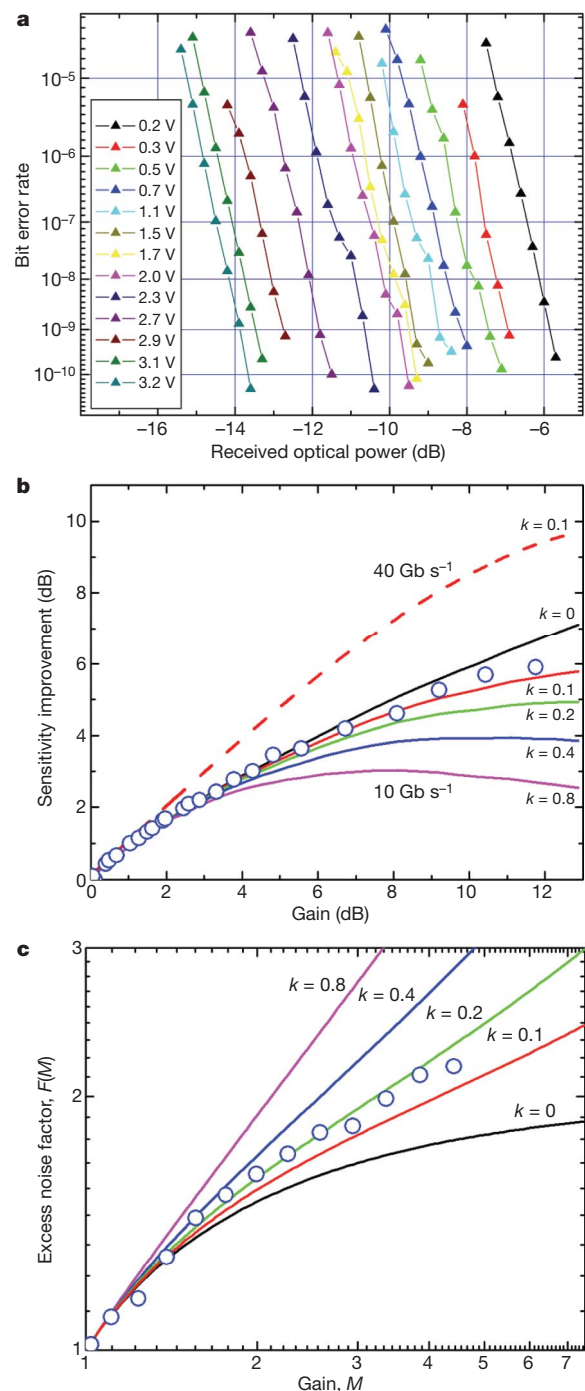 a
10⁻⁵
10⁻⁶
10⁻⁷
10⁻⁸
10⁻⁹
10⁻¹⁰
Bit error rate
0.2 V
0.3 V
0.5 V
0.7 V
1.1 V
1.5 V
1.7 V
2.0 V
2.3 V
2.7 V
2.9 V
3.1 V
3.2 V
−16 −14 −12 −10 −8 −6
Received optical power (dB)
b
10
8
6
4
2
0
Sensitivity improvement (dB)
k = 0.1
40 Gb s⁻¹
k = 0
k = 0.1
k = 0.2
k = 0.4
10 Gb s⁻¹
k = 0.8
0 2 4 6 8 10 12
Gain (dB)
c
3
2
1
Excess noise factor, F(M)
k = 0.8
k = 0.4
k = 0.2
k = 0.1
k = 0
1 2 3 4 5 6 7
Gain, M